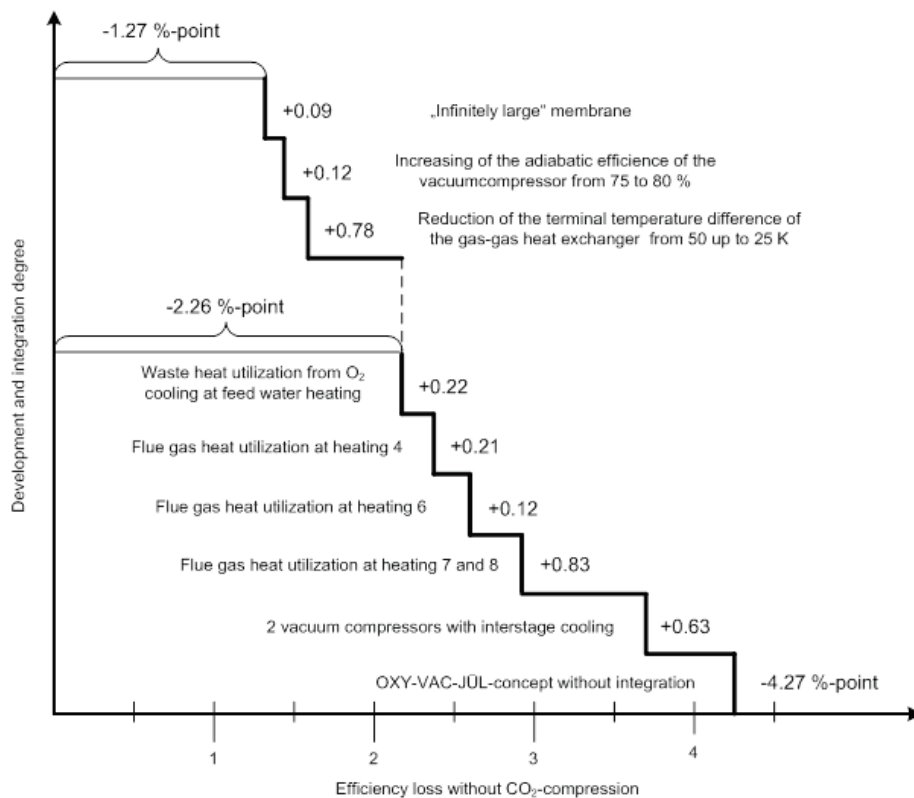 -1.27 %-point
+0.09
„Infinitely large" membrane
+0.12
Increasing of the adiabatic efficience of the
vacuumcompressor from 75 to 80 %
+0.78
Reduction of the terminal temperature difference of
the gas-gas heat exchanger from 50 up to 25 K
-2.26 %-point
Waste heat utilization from O₂
cooling at feed water heating
+0.22
Flue gas heat utilization at heating 4
+0.21
Flue gas heat utilization at heating 6
+0.12
Flue gas heat utilization at heating 7 and 8
+0.83
2 vacuum compressors with interstage cooling
+0.63
OXY-VAC-JÜL-concept without integration
-4.27 %-point
Development and integration degree
1
2
3
4
Efficiency loss without CO₂-compression